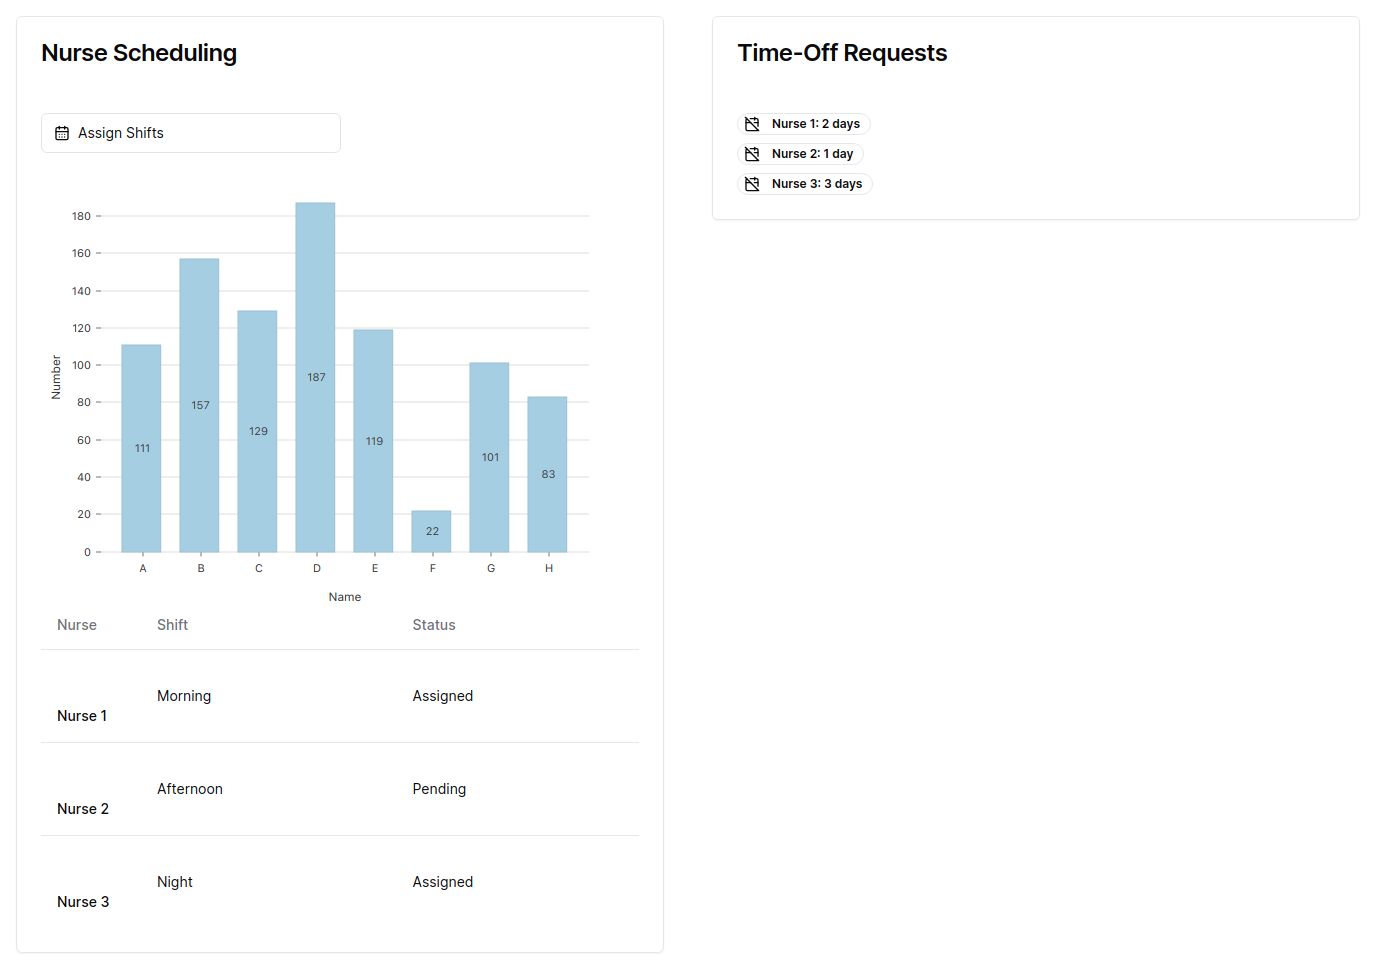 Nurse Scheduling
Assign Shifts
180
160
140
120
100
80
60
40
20
0
Number
111
157
129
187
119
22
101
83
A B C D E F G H
Name
Nurse Shift Status
Morning Assigned
Nurse 1
Afternoon Pending
Nurse 2
Night Assigned
Nurse 3
Time-Off Requests
Nurse 1: 2 days
Nurse 2: 1 day
Nurse 3: 3 days